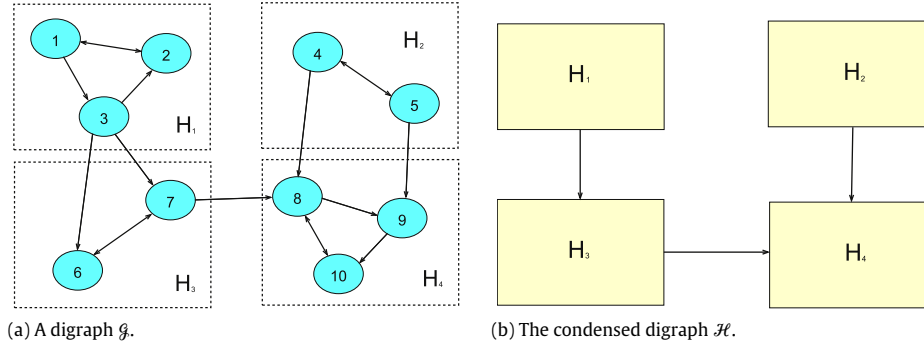 1
2
3
H₁
4
5
H₂
6
7
H₃
8
9
10
H₄
(a) A digraph 𝒢.
H₁
H₂
H₃
H₄
(b) The condensed digraph ℋ.